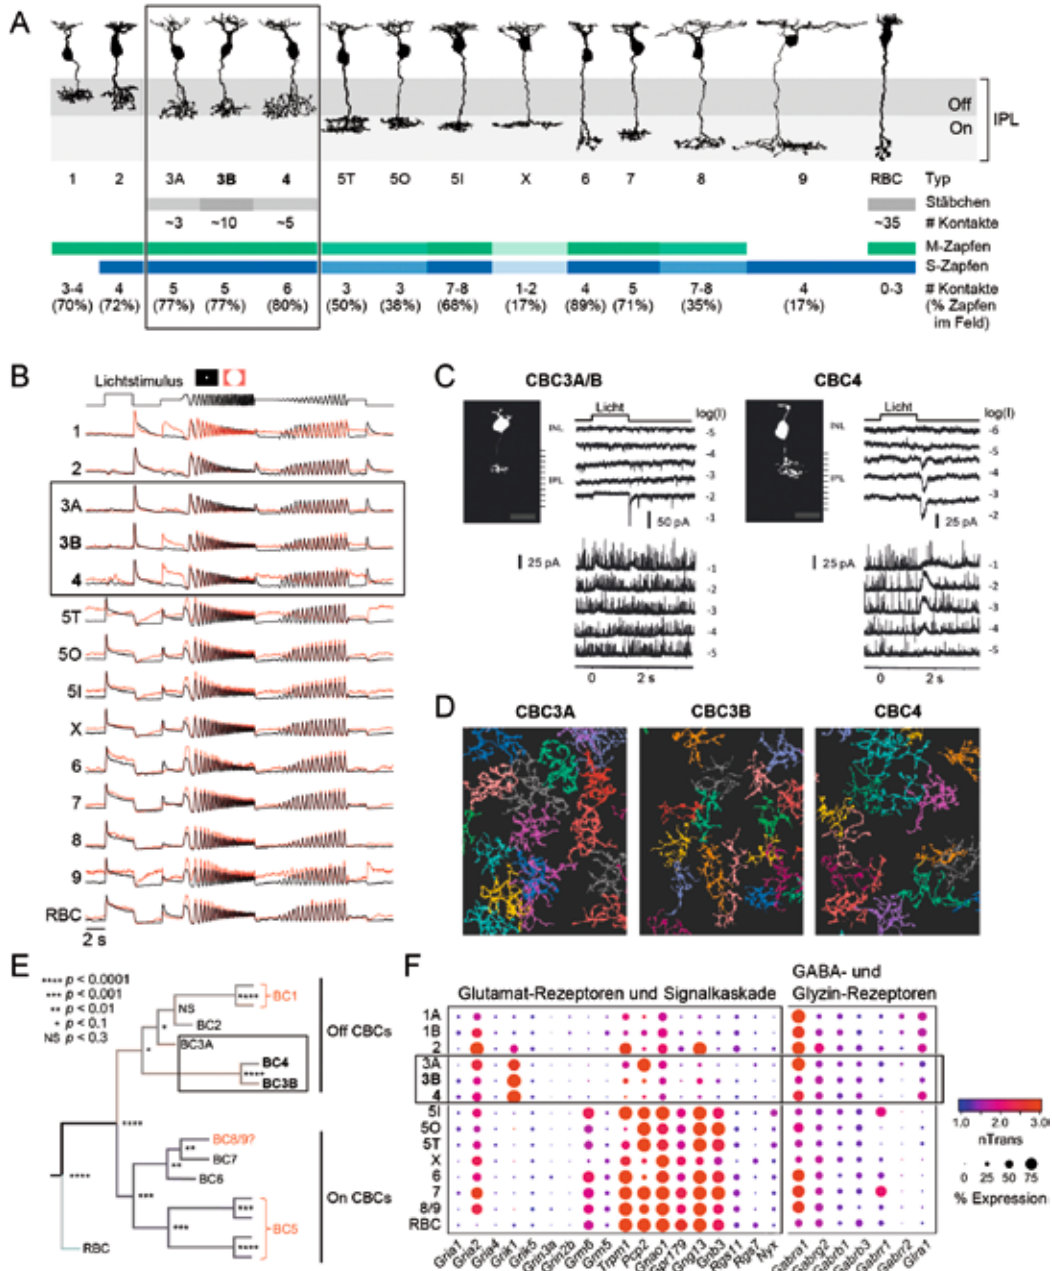 A
Off
On
IPL
1 2 3A 3B 4 5T 5O 5I X 6 7 8 9 RBC Typ
Stäbchen
~3 ~10 ~5 ~35 # Kontakte
M-Zapfen
S-Zapfen
3-4 4 5 5 6 3 3 7-8 1-2 4 5 7-8 4 0-3 # Kontakte
(70%) (72%) (77%) (77%) (80%) (50%) (38%) (68%) (17%) (89%) (71%) (35%) (17%) (% Zapfen
im Feld)
B
Lichtstimulus
1
2
3A
3B
4
5T
5O
5I
X
6
7
8
9
RBC
2 s
C
CBC3A/B
Licht
log(I)
INL
IPL
-5
-4
-3
-2
-1
50 pA
25 pA
-1
-2
-3
-4
-5
0 2 s
CBC4
Licht
log(I)
INL
IPL
-6
-5
-4
-3
-2
25 pA
25 pA
-1
-2
-3
-4
-5
0 2 s
D
CBC3A CBC3B CBC4
E
**** p < 0.0001
*** p < 0.001
** p < 0.01
* p < 0.1
NS p < 0.3
**** BC1
NS
* BC2
* BC3A
BC4
****
BC3B
Off CBCs
****
****
BC8/9?
**
BC7
**
BC6
***
***
***
BC5
****
On CBCs
RBC
F
Glutamat-Rezeptoren und Signalkaskade
GABA- und
Glyzin-Rezeptoren
1A
1B
2
3A
3B
4
5I
5O
5T
X
6
7
8/9
RBC
Gria1 Gria2 Gria4 Grik1 Grik5 Grin3a Grin2b Grm6 Grm5 Trpm1 Pcp2 Gnao1 Gpr179 Gng13 Gnb3 Rgs11 Rgs7 Nyx Gabra1 Gabrg2 Gabrb1 Gabrb3 Gabrr1 Gabrr2 Glra1
1.0 2.0 3.00
nTrans
0 25 50 75
% Expression